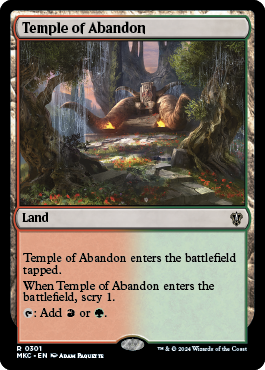 Temple of Abandon
Land
Temple of Abandon enters the battlefield
tapped.
When Temple of Abandon enters the
battlefield, scry 1.
: Add or .
R 0301
MKC • EN Adam Paquette
™ & © 2024 Wizards of the Coast